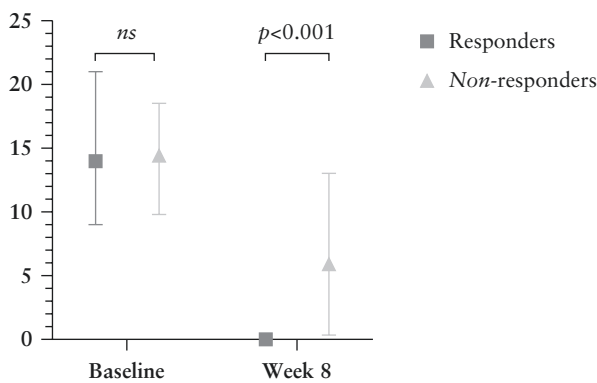 25
20
15
10
5
0
ns
p<0.001
Baseline
Week 8
Responders
Non-responders